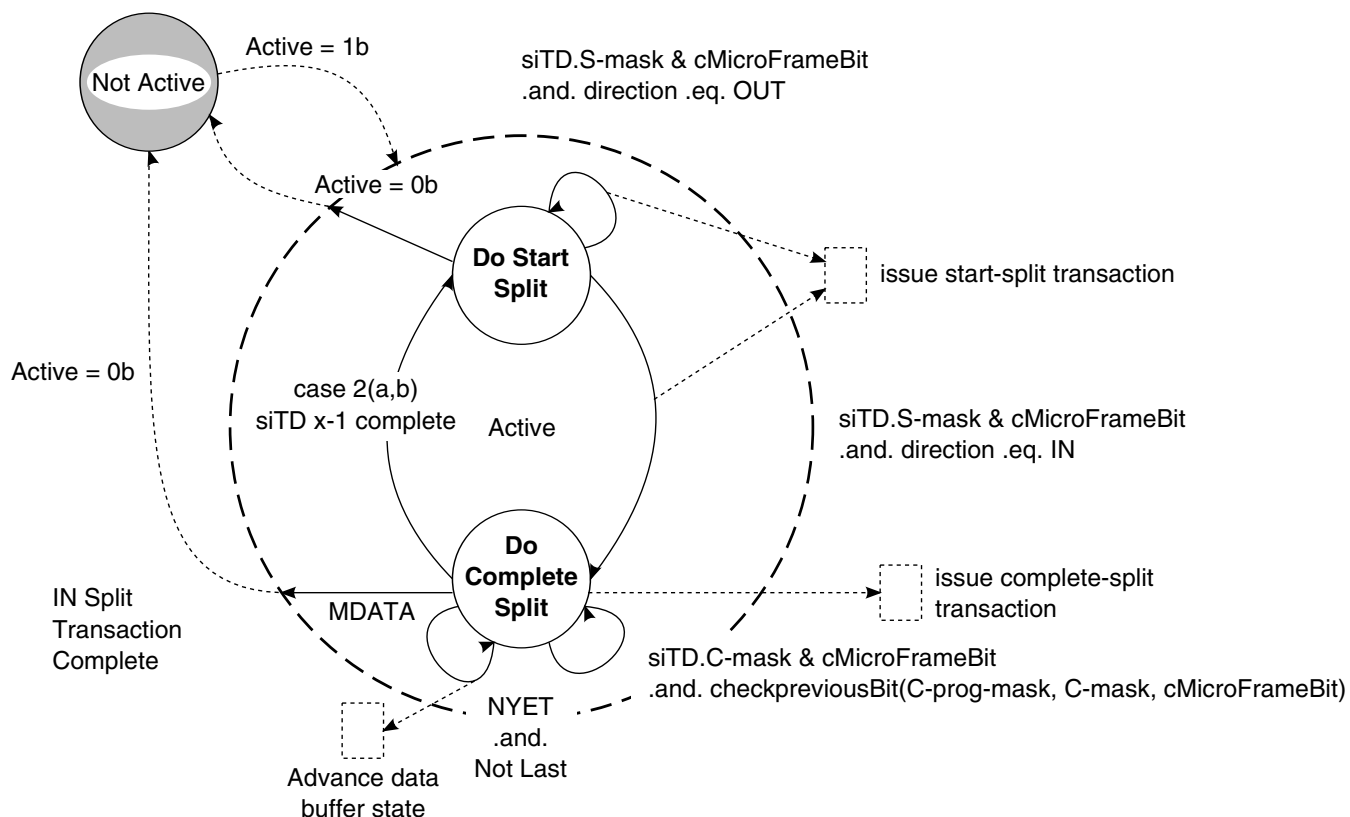 Active = 1b
siTD.S-mask & cMicroFrameBit
.and. direction .eq. OUT
Not Active
Active = 0b
Do Start
Split
issue start-split transaction
Active = 0b
case 2(a,b)
siTD x-1 complete
Active
siTD.S-mask & cMicroFrameBit
.and. direction .eq. IN
Do
Complete
Split
issue complete-split
transaction
IN Split
Transaction
Complete
MDATA
siTD.C-mask & cMicroFrameBit
.and. checkpreviousBit(C-prog-mask, C-mask, cMicroFrameBit)
NYET
.and.
Not Last
Advance data
buffer state